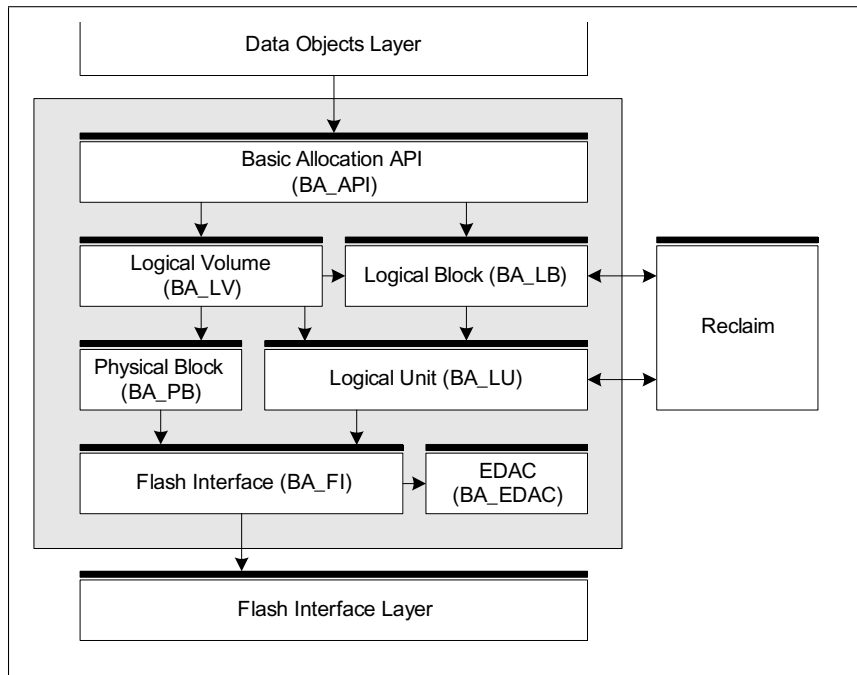 Data Objects Layer
Basic Allocation API
(BA_API)
Logical Volume
(BA_LV)
Logical Block (BA_LB)
Reclaim
Physical Block
(BA_PB)
Logical Unit (BA_LU)
Flash Interface (BA_FI)
EDAC
(BA_EDAC)
Flash Interface Layer